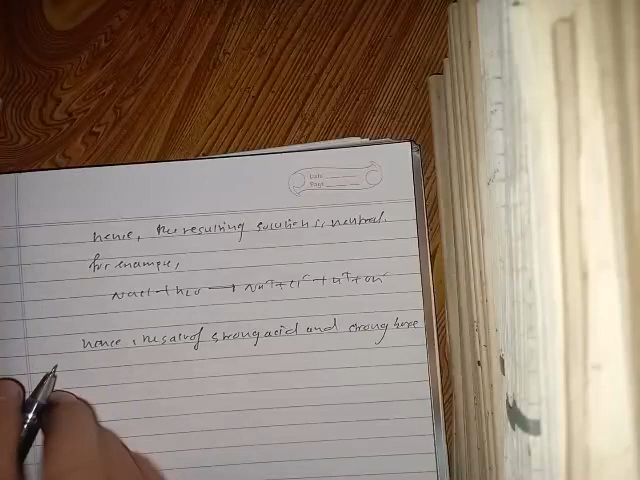 Date
Page
hence, the resulting solution is neutral.
for example,
NaCl + H2O → Na+ + Cl- + H+ + OH-
hence, salt of strong acid and strong base